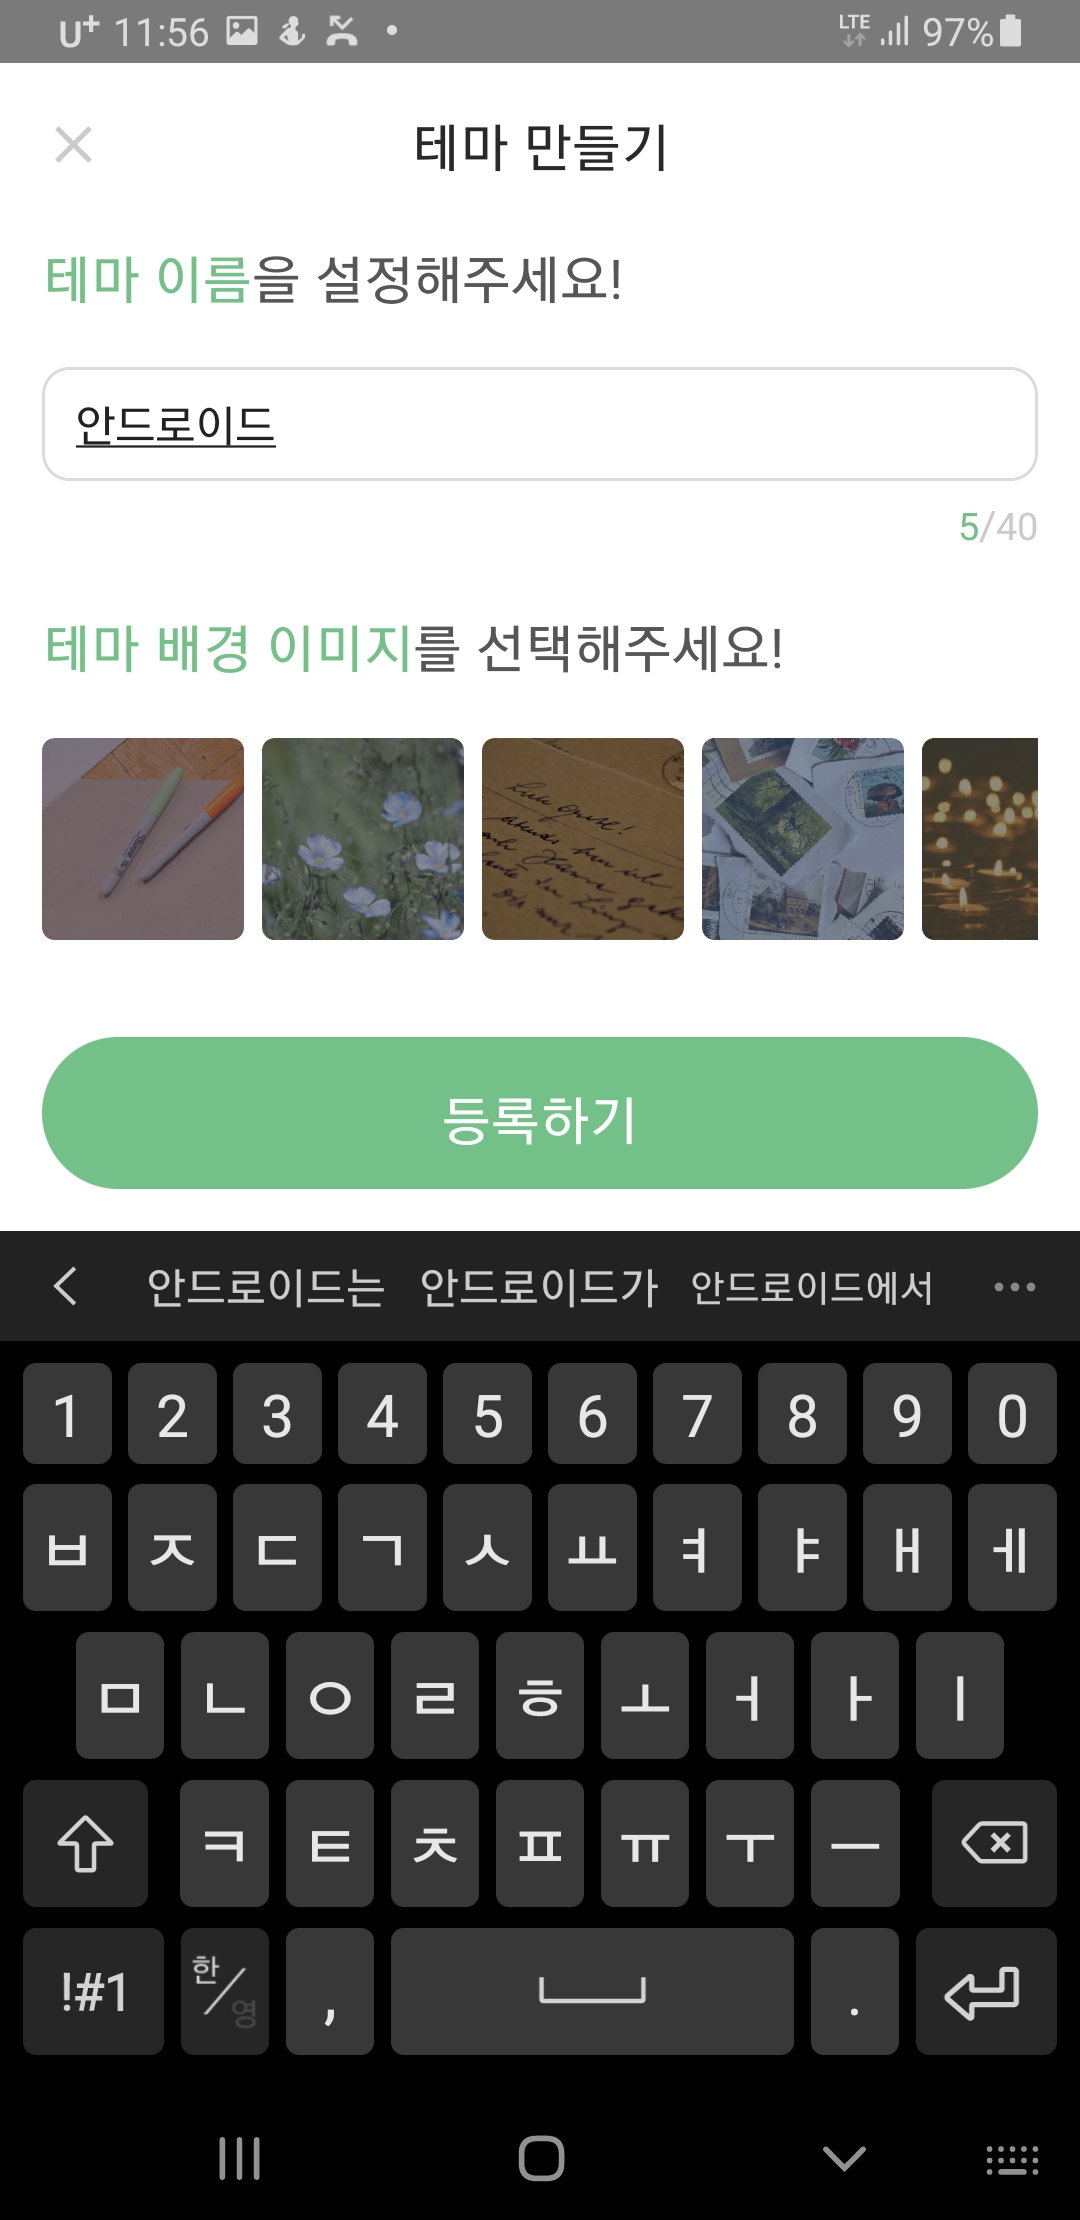 U+ 11:56 LTE 97%
테마 만들기
테마 이름을 설정해주세요!
안드로이드
5/40
테마 배경 이미지를 선택해주세요!
등록하기
안드로이드는 안드로이드가 안드로이드에서
1 2 3 4 5 6 7 8 9 0
ㅂ ㅈ ㄷ ㄱ ㅅ ㅛ ㅕ ㅑ ㅐ ㅔ
ㅁ ㄴ ㅇ ㄹ ㅎ ㅗ ㅓ ㅏ ㅣ
ㅋ ㅌ ㅊ ㅍ ㅠ ㅜ ㅡ
!#1 한/영 , .